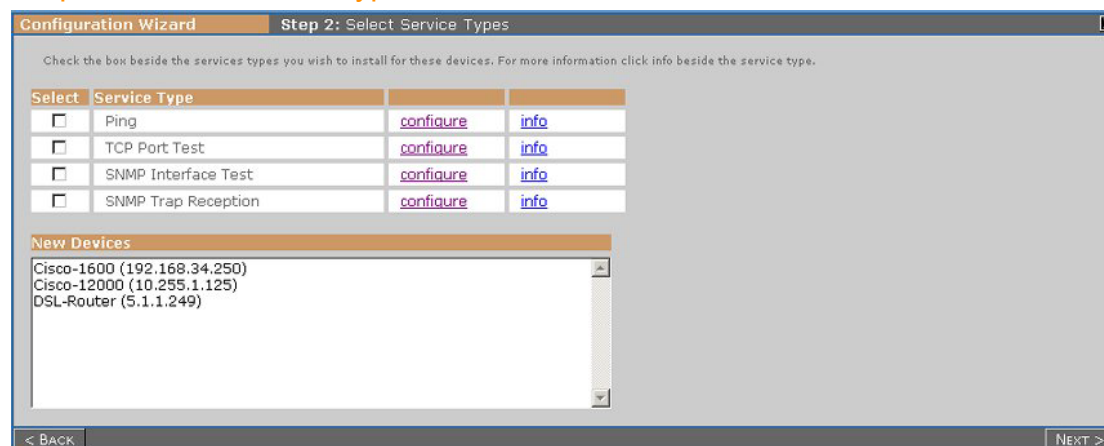 Configuration Wizard Step 2: Select Service Types
Check the box beside the services types you wish to install for these devices. For more information click info beside the service type.
Select Service Type
Ping configure info
TCP Port Test configure info
SNMP Interface Test configure info
SNMP Trap Reception configure info
New Devices
Cisco-1600 (192.168.34.250)
Cisco-12000 (10.255.1.125)
DSL-Router (5.1.1.249)
< BACK NEXT >